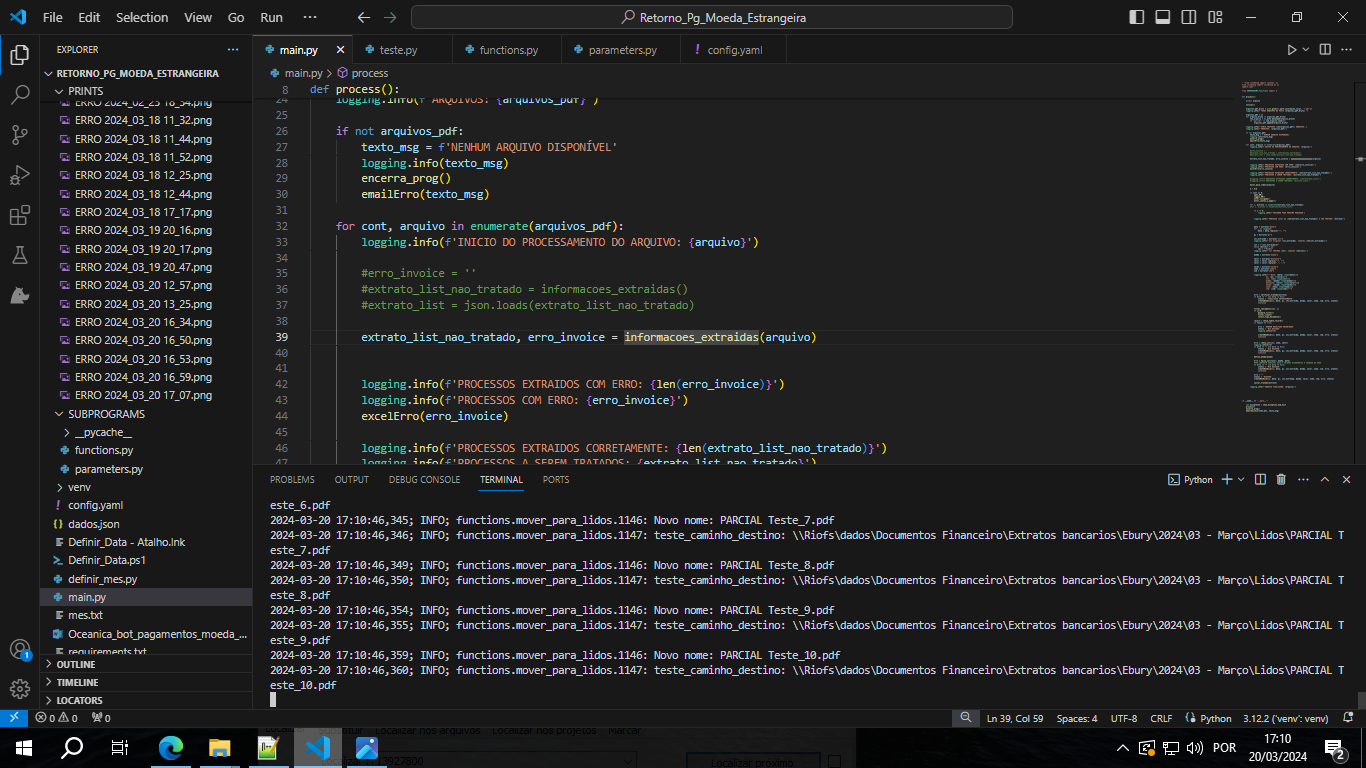 File Edit Selection View Go Run ··· Retorno_Pg_Moeda_Estrangeira
EXPLORER
RETORNO_PG_MOEDA_ESTRANGEIRA
PRINTS
ERRO 2024_02_23 18_34.png
ERRO 2024_03_18 11_32.png
ERRO 2024_03_18 11_44.png
ERRO 2024_03_18 11_52.png
ERRO 2024_03_18 12_25.png
ERRO 2024_03_18 12_44.png
ERRO 2024_03_18 17_17.png
ERRO 2024_03_19 20_16.png
ERRO 2024_03_19 20_17.png
ERRO 2024_03_19 20_47.png
ERRO 2024_03_20 12_57.png
ERRO 2024_03_20 13_25.png
ERRO 2024_03_20 16_34.png
ERRO 2024_03_20 16_50.png
ERRO 2024_03_20 16_53.png
ERRO 2024_03_20 16_59.png
ERRO 2024_03_20 17_07.png
SUBPROGRAMS
__pycache__
functions.py
parameters.py
venv
config.yaml
dados.json
Definir_Data - Atalho.lnk
Definir_Data.ps1
definir_mes.py
main.py
mes.txt
Oceanica_bot_pagamentos_moeda_...
requirements.txt
OUTLINE
TIMELINE
LOCATORS
main.py teste.py functions.py parameters.py config.yaml
main.py > process
8 def process():
24 logging.info(f'ARQUIVOS: {arquivos_pdf}')
25
26 if not arquivos_pdf:
27 texto_msg = f'NENHUM ARQUIVO DISPONÍVEL'
28 logging.info(texto_msg)
29 encerra_prog()
30 emailErro(texto_msg)
31
32 for cont, arquivo in enumerate(arquivos_pdf):
33 logging.info(f'INICIO DO PROCESSAMENTO DO ARQUIVO: {arquivo}')
34
35 #erro_invoice = ''
36 #extrato_list_nao_tratado = informacoes_extraidas()
37 #extrato_list = json.loads(extrato_list_nao_tratado)
38
39 extrato_list_nao_tratado, erro_invoice = informacoes_extraidas(arquivo)
40
41
42 logging.info(f'PROCESSOS EXTRAIDOS COM ERRO: {len(erro_invoice)}')
43 logging.info(f'PROCESSOS COM ERRO: {erro_invoice}')
44 excelErro(erro_invoice)
45
46 logging.info(f'PROCESSOS EXTRAIDOS CORRETAMENTE: {len(extrato_list_nao_tratado)}')
47 logging.info(f'PROCESSOS A SEREM TRATADOS: {extrato_list_nao_tratado}')
PROBLEMS OUTPUT DEBUG CONSOLE TERMINAL PORTS Python
este_6.pdf
2024-03-20 17:10:46,345; INFO; functions.mover_para_lidos.1146: Novo nome: PARCIAL Teste_7.pdf
2024-03-20 17:10:46,346; INFO; functions.mover_para_lidos.1147: teste_caminho_destino: \\Riofs\dados\Documentos Financeiro\Extratos bancarios\Ebury\2024\03 - Março\Lidos\PARCIAL T
este_7.pdf
2024-03-20 17:10:46,349; INFO; functions.mover_para_lidos.1146: Novo nome: PARCIAL Teste_8.pdf
2024-03-20 17:10:46,350; INFO; functions.mover_para_lidos.1147: teste_caminho_destino: \\Riofs\dados\Documentos Financeiro\Extratos bancarios\Ebury\2024\03 - Março\Lidos\PARCIAL T
este_8.pdf
2024-03-20 17:10:46,354; INFO; functions.mover_para_lidos.1146: Novo nome: PARCIAL Teste_9.pdf
2024-03-20 17:10:46,355; INFO; functions.mover_para_lidos.1147: teste_caminho_destino: \\Riofs\dados\Documentos Financeiro\Extratos bancarios\Ebury\2024\03 - Março\Lidos\PARCIAL T
este_9.pdf
2024-03-20 17:10:46,359; INFO; functions.mover_para_lidos.1146: Novo nome: PARCIAL Teste_10.pdf
2024-03-20 17:10:46,360; INFO; functions.mover_para_lidos.1147: teste_caminho_destino: \\Riofs\dados\Documentos Financeiro\Extratos bancarios\Ebury\2024\03 - Março\Lidos\PARCIAL T
este_10.pdf
1
0 0 0 Ln 39, Col 59 Spaces: 4 UTF-8 CRLF Python 3.12.2 ('venv': venv)
Localizar nos arquivos Localizar nos projetos Marcar
Localizar próximo
POR
17:10
20/03/2024
2